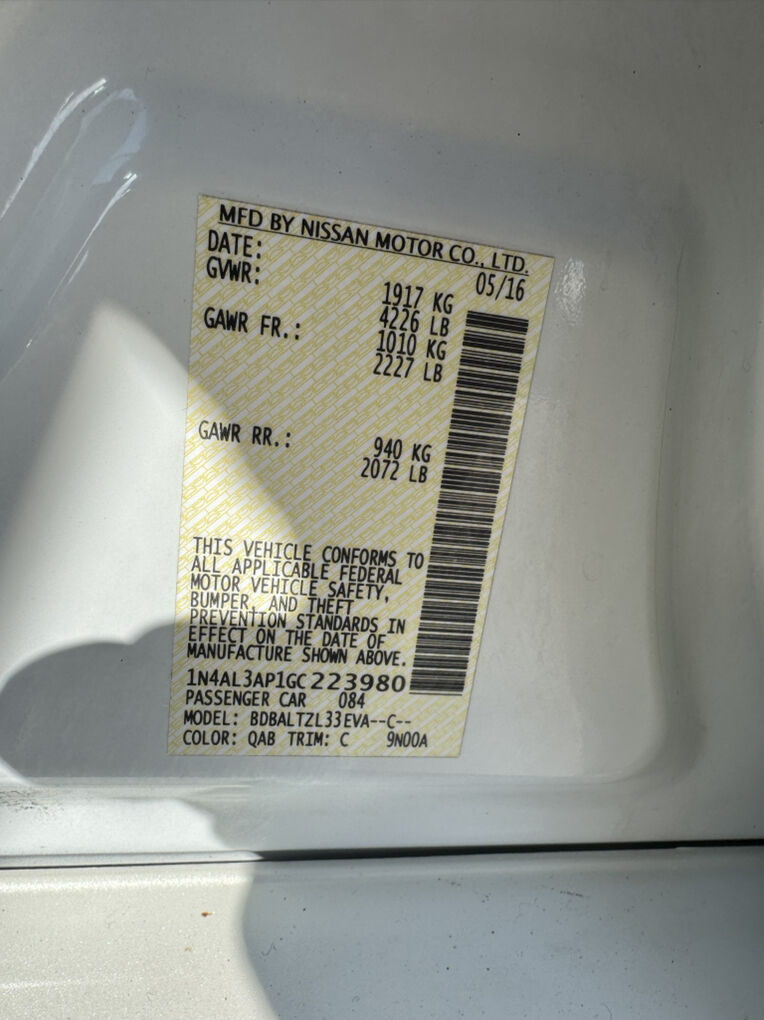 MFD BY NISSAN MOTOR CO., LTD.
DATE: 05/16
GVWR: 1917 KG
4226 LB
GAWR FR.: 1010 KG
2227 LB
GAWR RR.: 940 KG
2072 LB
THIS VEHICLE CONFORMS TO
ALL APPLICABLE FEDERAL
MOTOR VEHICLE SAFETY,
BUMPER, AND THEFT
PREVENTION STANDARDS IN
EFFECT ON THE DATE OF
MANUFACTURE SHOWN ABOVE.
1N4AL3AP1GC223980
PASSENGER CAR 084
MODEL: BDBALTZL33EVA--C--
COLOR: QAB TRIM: C 9N00A